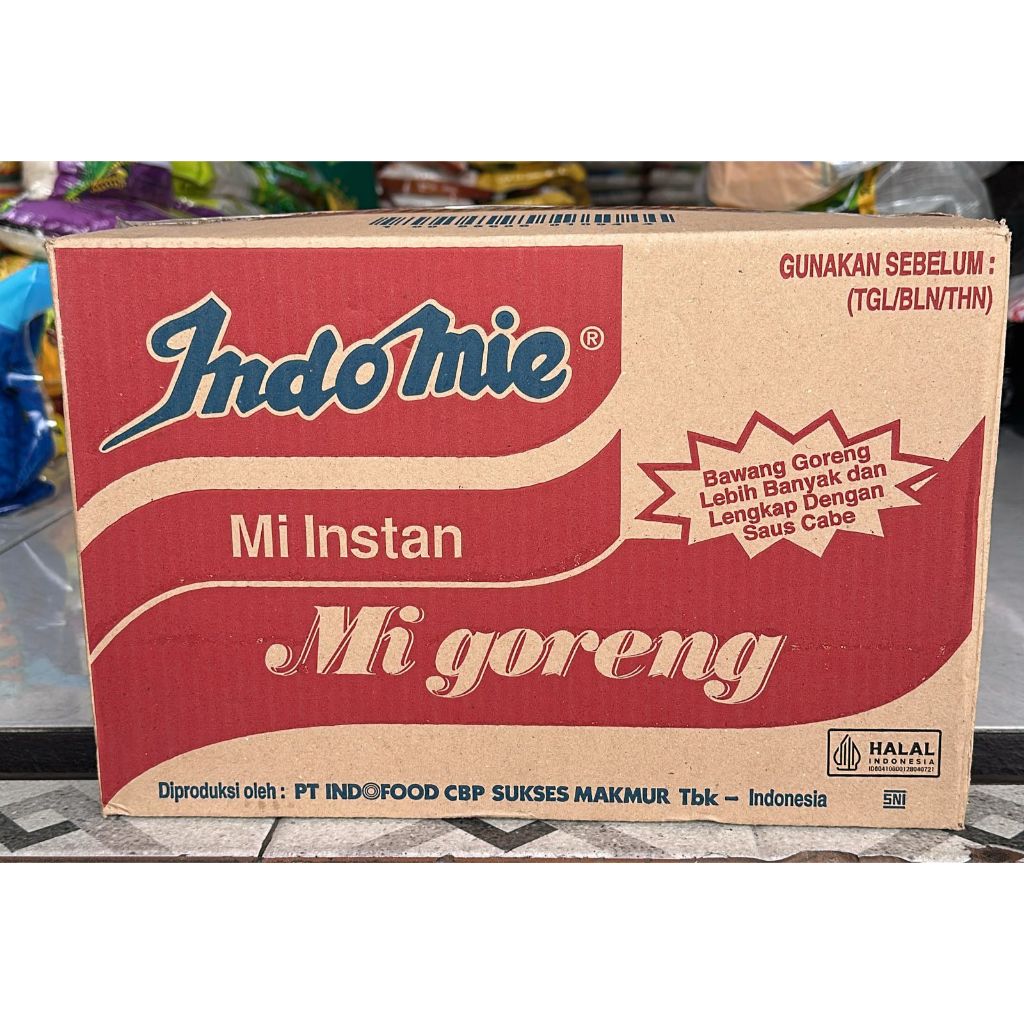 Indomie®
GUNAKAN SEBELUM :
(TGL/BLN/THN)
Mi Instan
Bawang Goreng
Lebih Banyak dan
Lengkap Dengan
Saus Cabe
Mi goreng
HALAL
INDONESIA
Diproduksi oleh : PT INDOFOOD CBP SUKSES MAKMUR Tbk – Indonesia
SNI